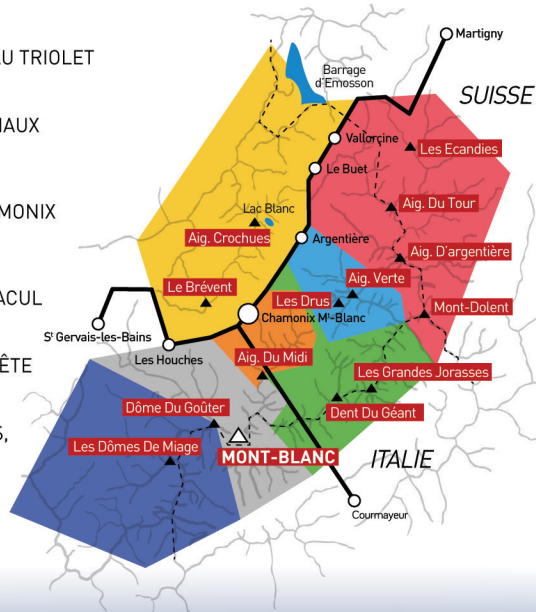 AU TRIOLET
AUX
MONIX
ACUL
ÊTE
S,
Martigny
Barrage
d'Emosson
SUISSE
Vallorcine
Les Ecandies
Le Buet
Aig. Du Tour
Lac Blanc
Aig. Crochues
Argentière
Aig. D'argentière
Aig. Verte
Le Brévent
Les Drus
Mont-Dolent
Chamonix Mt-Blanc
St Gervais-les-Bains
Les Houches
Aig. Du Midi
Les Grandes Jorasses
Dent Du Géant
Dôme Du Goûter
Les Dômes De Miage
MONT-BLANC
ITALIE
Courmayeur